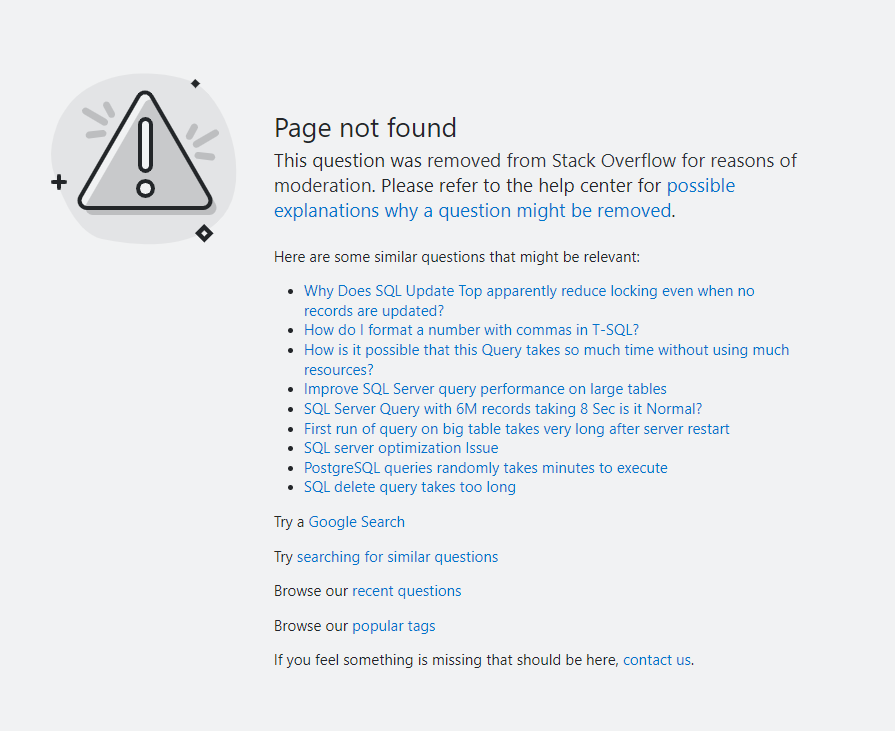 Page not found
This question was removed from Stack Overflow for reasons of
moderation. Please refer to the help center for possible
explanations why a question might be removed.
Here are some similar questions that might be relevant:
Why Does SQL Update Top apparently reduce locking even when no
records are updated?
How do I format a number with commas in T-SQL?
How is it possible that this Query takes so much time without using much
resources?
Improve SQL Server query performance on large tables
SQL Server Query with 6M records taking 8 Sec is it Normal?
First run of query on big table takes very long after server restart
SQL server optimization Issue
PostgreSQL queries randomly takes minutes to execute
SQL delete query takes too long
Try a Google Search
Try searching for similar questions
Browse our recent questions
Browse our popular tags
If you feel something is missing that should be here, contact us.